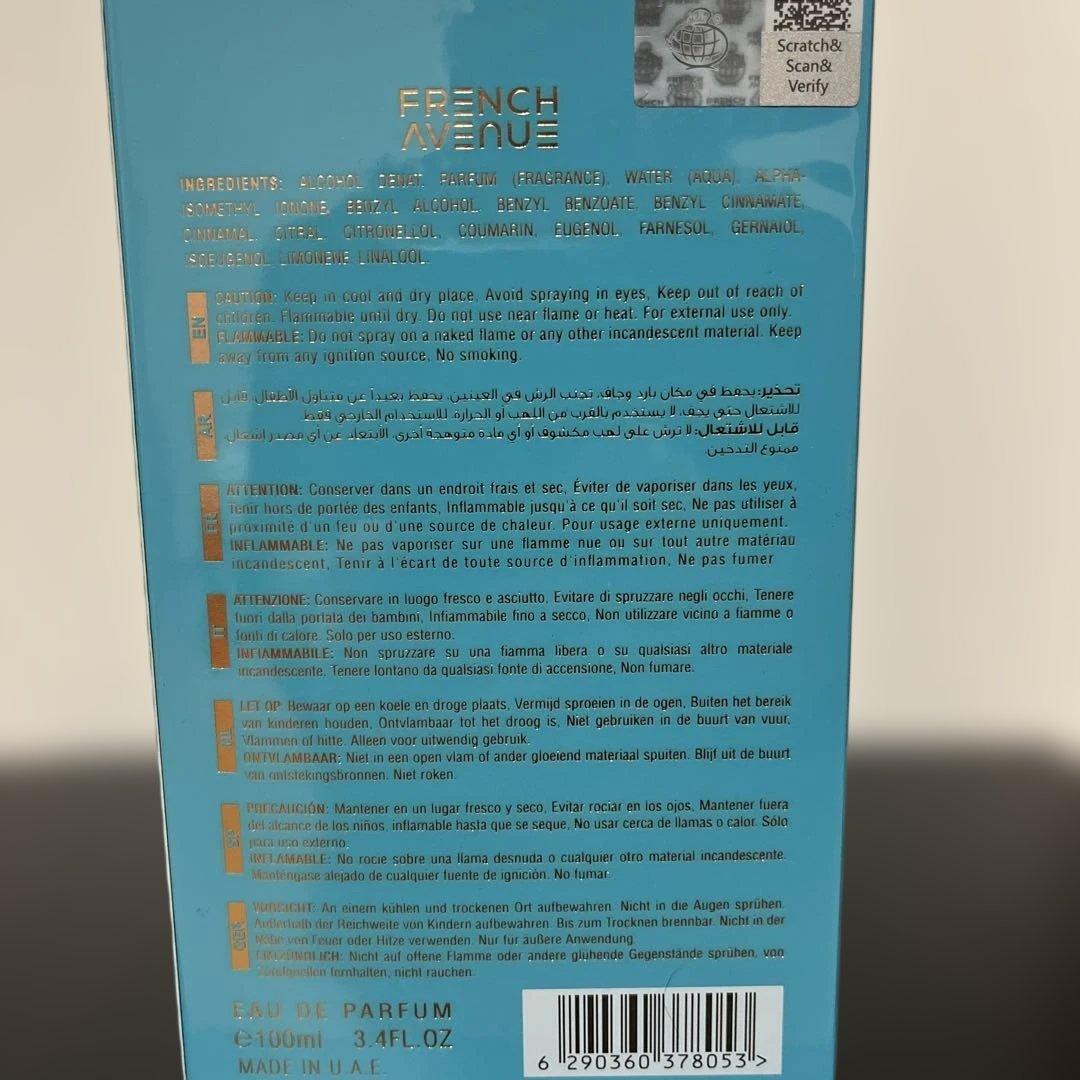 Scratch&
Scan&
Verify
FRENCH
AVENUE
INGREDIENTS: ALCOHOL DENAT. PARFUM (FRAGRANCE), WATER (AQUA), ALPHA-
ISOMETHYL IONONE, BENZYL ALCOHOL, BENZYL BENZOATE, BENZYL CINNAMATE,
CINNAMAL, CITRAL, CITRONELLOL, COUMARIN, EUGENOL, FARNESOL, GERNAIOL,
ISOEUGENOL, LIMONENE, LINALOOL.
EN
CAUTION: Keep in cool and dry place, Avoid spraying in eyes, Keep out of reach of
children. Flammable until dry. Do not use near flame or heat. For external use only.
FLAMMABLE: Do not spray on a naked flame or any other incandescent material. Keep
away from any ignition source, No smoking.
AR
تحذير: يحفظ في مكان بارد وجاف، تجنب الرش في العينين، يحفظ بعيداً عن متناول الأطفال، قابل
للاشتعال حتى يجف، لا يستخدم بالقرب من اللهب أو الحرارة. للاستخدام الخارجي فقط.
قابل للاشتعال: لا ترش على لهب مكشوف أو أي مادة متوهجة أخرى، الأبتعاد عن أي مصدر إشعال،
ممنوع التدخين.
FR
ATTENTION: Conserver dans un endroit frais et sec, Éviter de vaporiser dans les yeux,
Tenir hors de portée des enfants, Inflammable jusqu'à ce qu'il soit sec, Ne pas utiliser à
proximité d'un feu ou d'une source de chaleur. Pour usage externe uniquement.
INFLAMMABLE: Ne pas vaporiser sur une flamme nue ou sur tout autre matériau
incandescent, Tenir à l'écart de toute source d'inflammation, Ne pas fumer
IT
ATTENZIONE: Conservare in luogo fresco e asciutto, Evitare di spruzzare negli occhi, Tenere
fuori dalla portata dei bambini, Infiammabile fino a secco, Non utilizzare vicino a fiamme o
fonti di calore. Solo per uso esterno.
INFIAMMABILE: Non spruzzare su una fiamma libera o su qualsiasi altro materiale
incandescente. Tenere lontano da qualsiasi fonte di accensione, Non fumare.
NL
LET OP: Bewaar op een koele en droge plaats, Vermijd sproeien in de ogen, Buiten het bereik
van kinderen houden, Ontvlambaar tot het droog is, Niet gebruiken in de buurt van vuur,
Vlammen of hitte. Alleen voor uitwendig gebruik.
ONTVLAMBAAR: Niet in een open vlam of ander gloeiend materiaal spuiten. Blijf uit de buurt
van ontstekingsbronnen. Niet roken.
SP
PRECAUCIÓN: Mantener en un lugar fresco y seco, Evitar rociar en los ojos, Mantener fuera
del alcance de los niños, inflamable hasta que se seque, No usar cerca de llamas o calor. Sólo
para uso externo.
INFLAMABLE: No rocie sobre una llama desnuda o cualquier otro material incandescente.
Manténgase alejado de cualquier fuente de ignición. No fumar
GER
VORSICHT: An einem kühlen und trockenen Ort aufbewahren. Nicht in die Augen sprühen.
Außerhalb der Reichweite von Kindern aufbewahren. Bis zum Trocknen brennbar. Nicht in der
Nähe von Feuer oder Hitze verwenden. Nur für äußere Anwendung.
ENTZÜNDLICH: Nicht auf offene Flamme oder andere glühende Gegenstände sprühen, von
Zündquellen fernhalten, nicht rauchen.
EAU DE PARFUM
e100ml 3.4FL.OZ
MADE IN U.A.E.
6 290360 378053 >